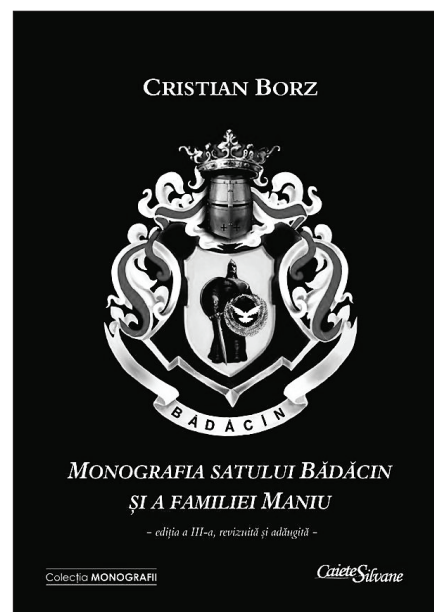 CRISTIAN BORZ
BĂDĂCIN
MONOGRAFIA SATULUI BĂDĂCIN
ȘI A FAMILIEI MANIU
– ediția a III-a, revizuită și adăugită –
Colecția MONOGRAFII
Caiete Silvane